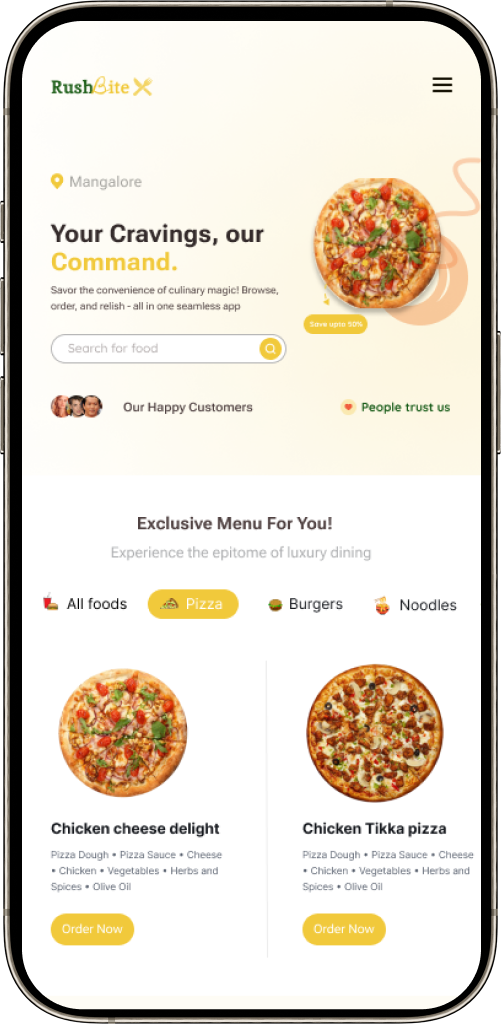 RushBite
Mangalore
Your Cravings, our
Command.
Savor the convenience of culinary magic! Browse,
order, and relish - all in one seamless app
Save upto 50%
Search for food
Our Happy Customers
People trust us
Exclusive Menu For You!
Experience the epitome of luxury dining
All foods
Pizza
Burgers
Noodles
Chicken cheese delight
Pizza Dough • Pizza Sauce • Cheese
• Chicken • Vegetables • Herbs and
Spices • Olive Oil
Order Now
Chicken Tikka pizza
Pizza Dough • Pizza Sauce • Cheese
• Chicken • Vegetables • Herbs and
Spices • Olive Oil
Order Now